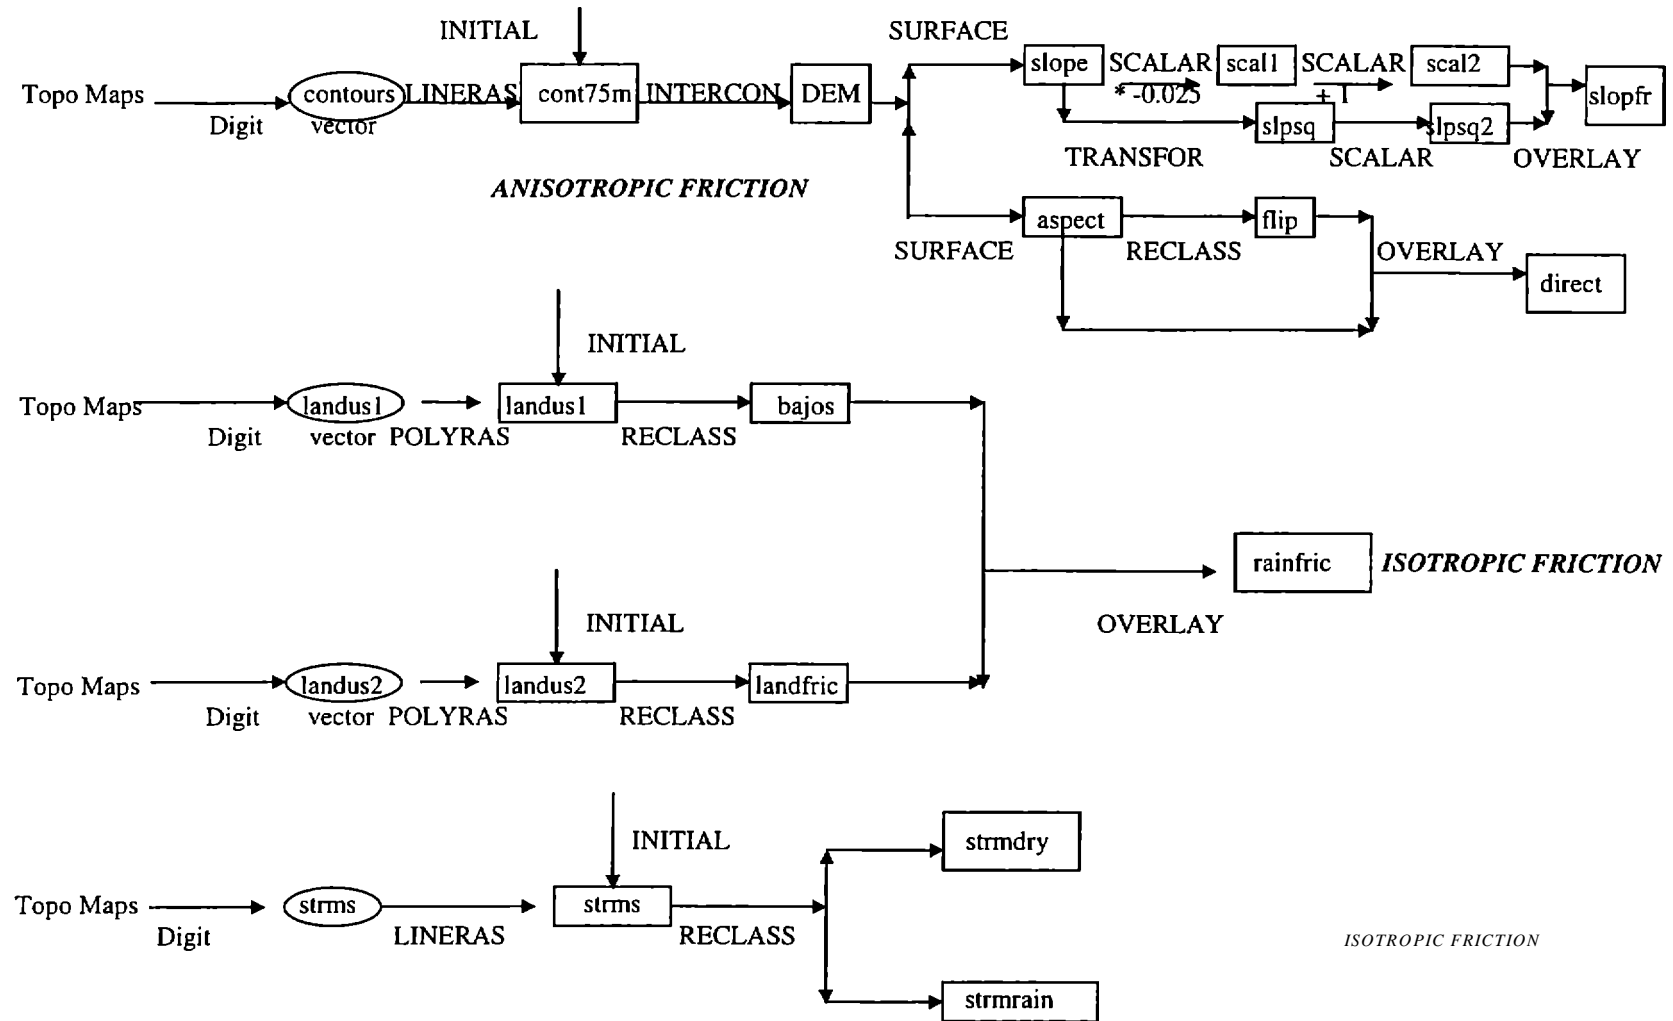 INITIAL
SURFACE
Topo Maps
Digit
contours
vector
LINERAS
cont75m
INTERCON
DEM
slope
SCALAR
* -0.025
scal1
SCALAR
+ 1
scal2
slopfr
slpsq
slpsq2
TRANSFOR
SCALAR
OVERLAY
ANISOTROPIC FRICTION
aspect
flip
SURFACE
RECLASS
OVERLAY
direct
INITIAL
Topo Maps
Digit
landus1
vector
POLYRAS
landus1
RECLASS
bajos
rainfric
ISOTROPIC FRICTION
OVERLAY
INITIAL
Topo Maps
Digit
landus2
vector
POLYRAS
landus2
RECLASS
landfric
INITIAL
Topo Maps
Digit
strms
LINERAS
strms
RECLASS
strmdry
strmrain
ISOTROPIC FRICTION